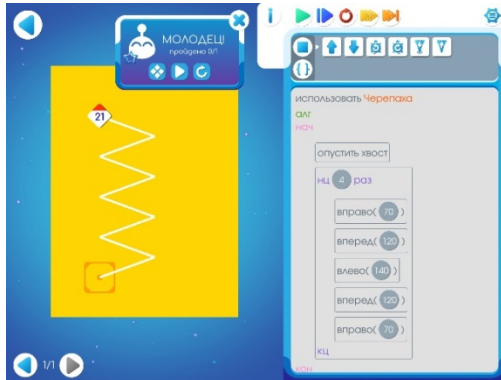 МОЛОДЕЦ!
пройдено 0/1
21
1/1
использовать Черепаха
алг
нач
опустить хвост
нц 4 раз
вправо( 70 )
вперед( 120 )
влево( 140 )
вперед( 120 )
вправо( 70 )
кц
кон